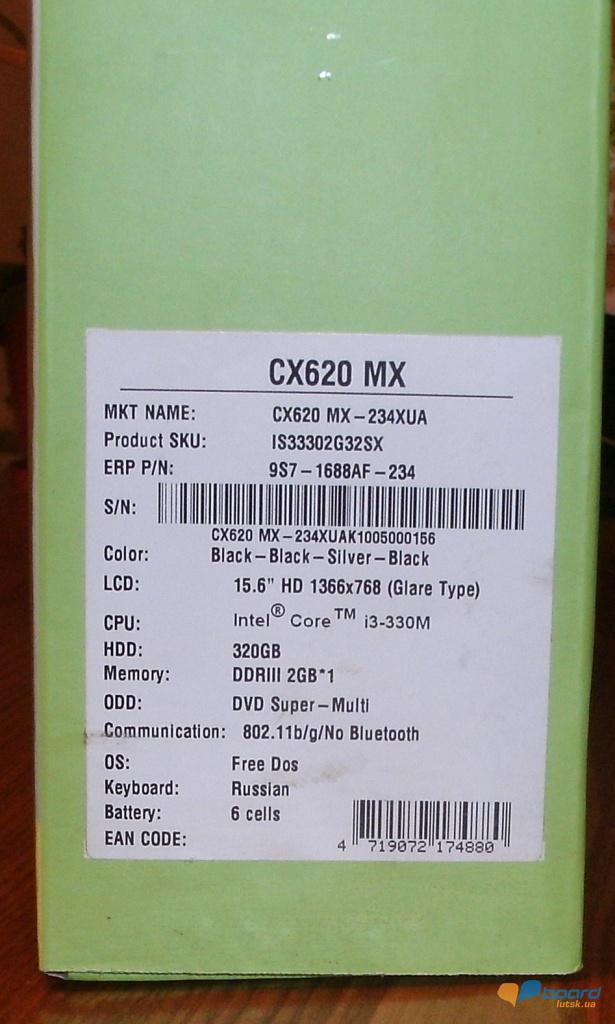 CX620 MX
MKT NAME: CX620 MX-234XUA
Product SKU: IS33302G32SX
ERP P/N: 9S7-1688AF-234
S/N:
CX620 MX-234XUAK1005000156
Color: Black-Black-Silver-Black
LCD: 15.6" HD 1366x768 (Glare Type)
CPU: Intel® Core™ i3-330M
HDD: 320GB
Memory: DDRIII 2GB*1
ODD: DVD Super-Multi
Communication: 802.11b/g/No Bluetooth
OS: Free Dos
Keyboard: Russian
Battery: 6 cells
EAN CODE:
4 719072 174880
board
lutsk.ua